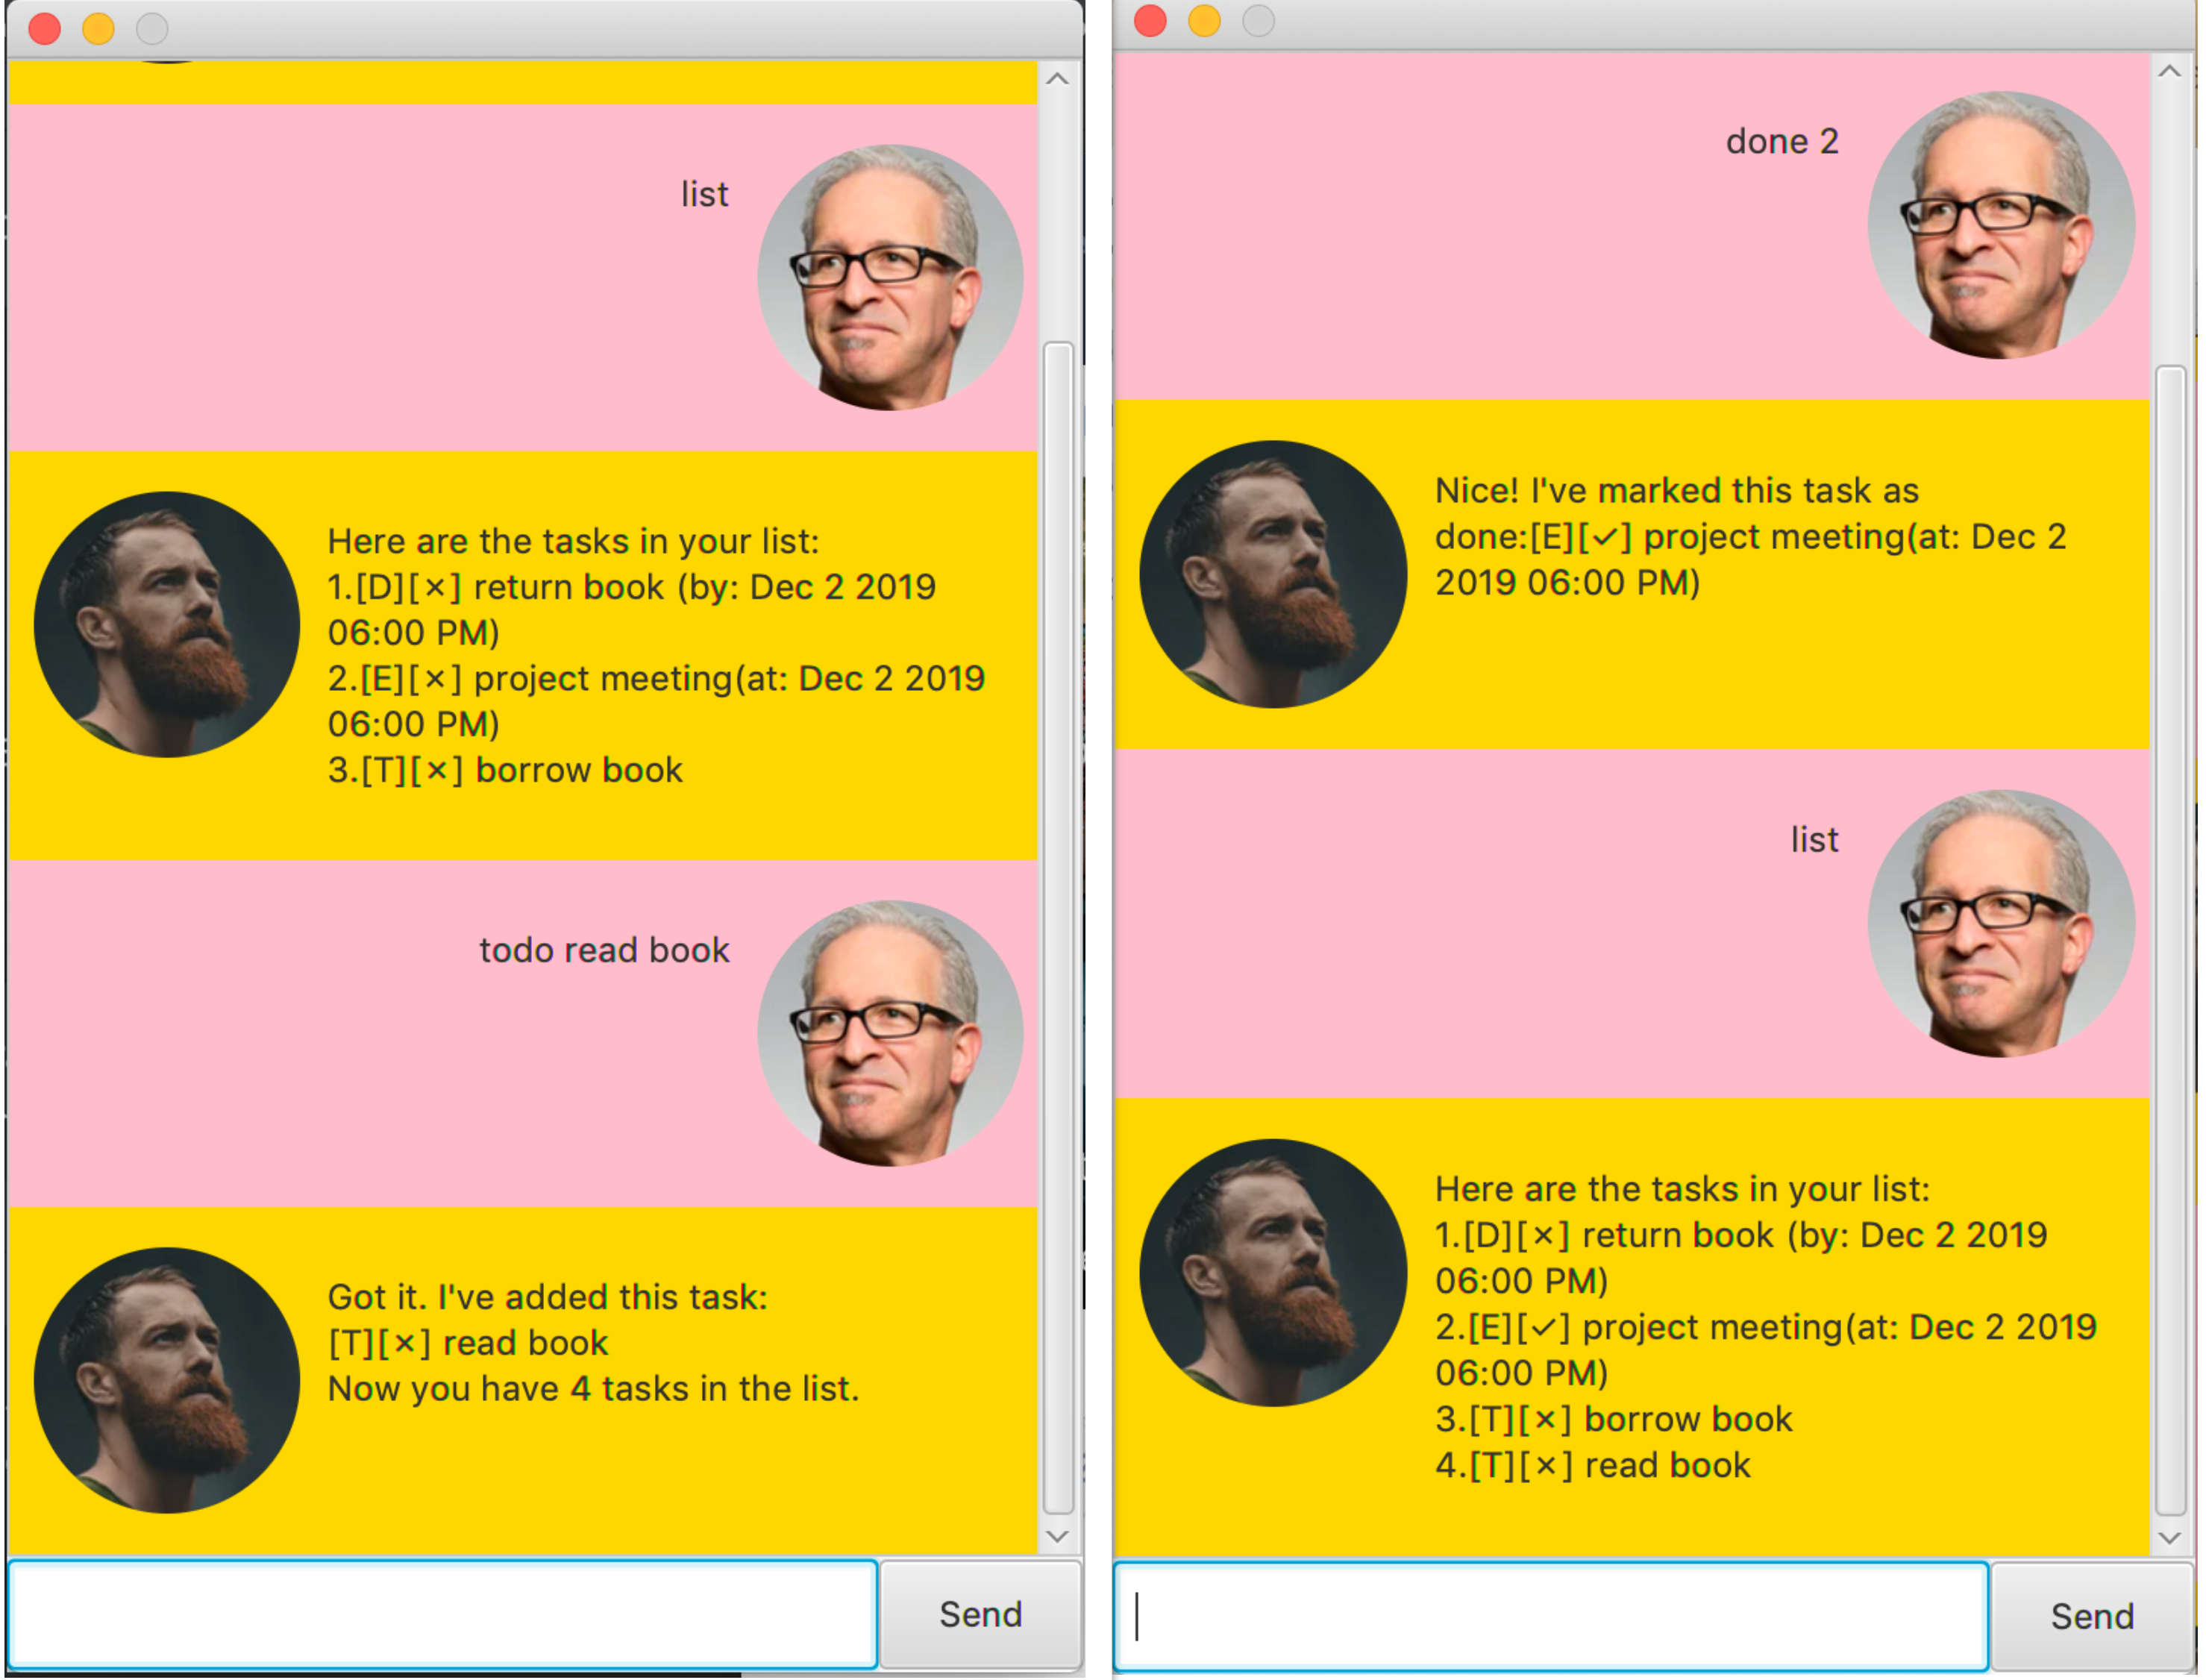 list
Here are the tasks in your list:
1.[D][×] return book (by: Dec 2 2019
06:00 PM)
2.[E][×] project meeting(at: Dec 2 2019
06:00 PM)
3.[T][×] borrow book
todo read book
Got it. I've added this task:
[T][×] read book
Now you have 4 tasks in the list.
Send
done 2
Nice! I've marked this task as
done:[E][✓] project meeting(at: Dec 2
2019 06:00 PM)
list
Here are the tasks in your list:
1.[D][×] return book (by: Dec 2 2019
06:00 PM)
2.[E][✓] project meeting(at: Dec 2 2019
06:00 PM)
3.[T][×] borrow book
4.[T][×] read book
Send